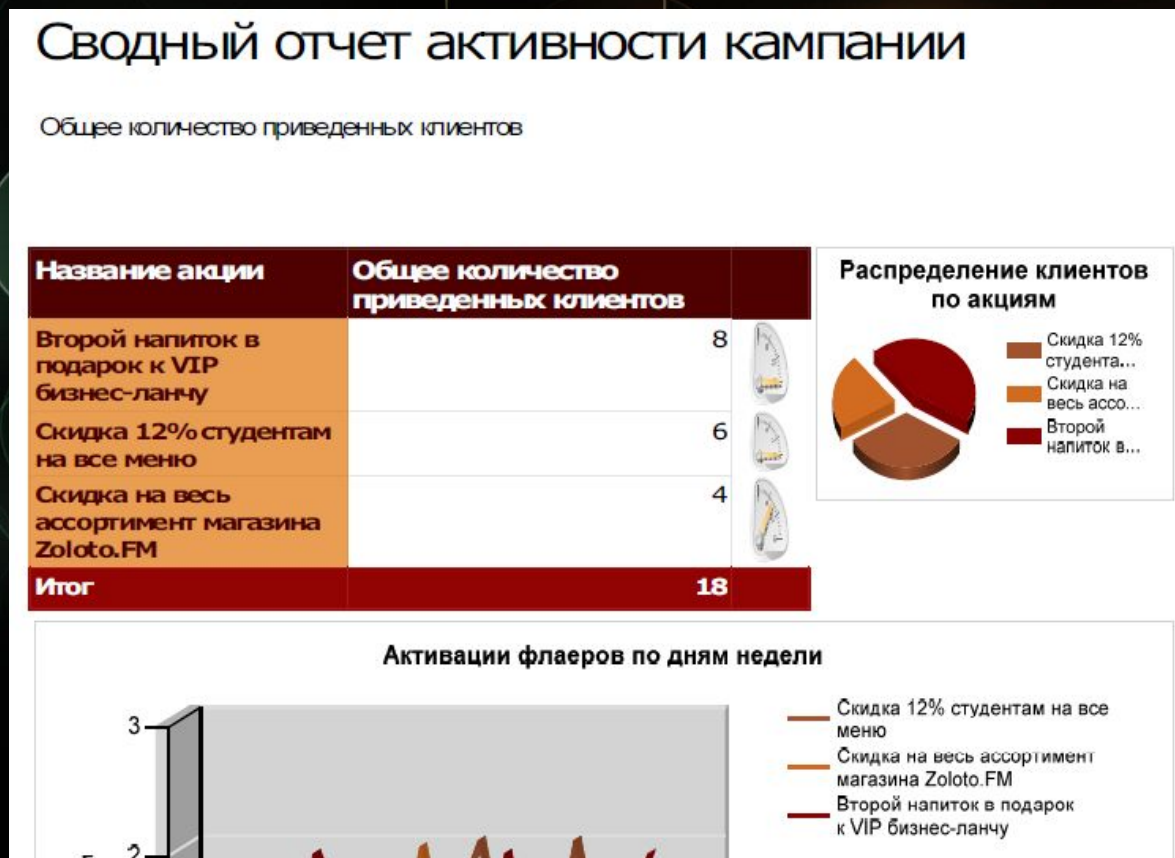 Сводный отчет активности кампании
Общее количество приведенных клиентов
Название акции
Общее количество
приведенных клиентов
Второй напиток в
подарок к VIP
бизнес-ланчу
8
Скидка 12% студентам
на все меню
6
Скидка на весь
ассортимент магазина
Zoloto.FM
4
Итог
18
Распределение клиентов
по акциям
Скидка 12%
студента...
Скидка на
весь ассо...
Второй
напиток в...
Активации флаеров по дням недели
3
2
Скидка 12% студентам на все
меню
Скидка на весь ассортимент
магазина Zoloto.FM
Второй напиток в подарок
к VIP бизнес-ланчу